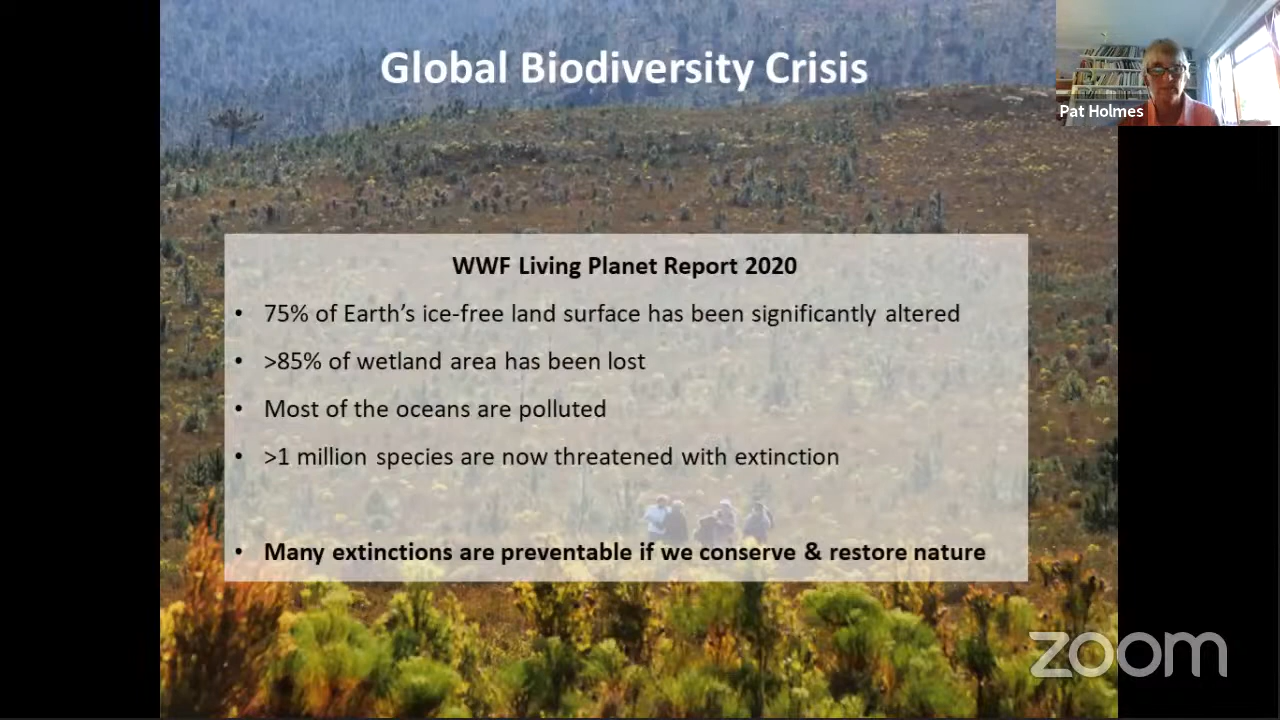 Global Biodiversity Crisis
Pat Holmes
WWF Living Planet Report 2020
• 75% of Earth’s ice-free land surface has been significantly altered
• >85% of wetland area has been lost
• Most of the oceans are polluted
• >1 million species are now threatened with extinction
• Many extinctions are preventable if we conserve & restore nature
zoom